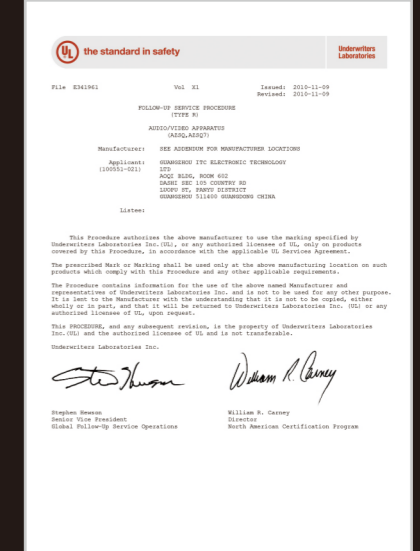 UL the standard in safety
Underwriters
Laboratories
File E341961 Vol X1 Issued: 2010-11-09
Revised: 2010-11-09
FOLLOW-UP SERVICE PROCEDURE
(TYPE R)
AUDIO/VIDEO APPARATUS
(AZSQ, AZSQ7)
Manufacturer: SEE ADDENDUM FOR MANUFACTURER LOCATIONS
Applicant: GUANGZHOU ITC ELECTRONIC TECHNOLOGY
(100551-021) LTD
AOQI BLDG, ROOM 602
DASHI SEC 105 COUNTRY RD
LUOPU ST, PANYU DISTRICT
GUANGZHOU 511400 GUANGDONG CHINA
Listee:
This Procedure authorizes the above manufacturer to use the marking specified by
Underwriters Laboratories Inc.(UL), or any authorized licensee of UL, only on products
covered by this Procedure, in accordance with the applicable UL Services Agreement.
The prescribed Mark or Marking shall be used only at the above manufacturing location on such
products which comply with this Procedure and any other applicable requirements.
The Procedure contains information for the use of the above named Manufacturer and
representatives of Underwriters Laboratories Inc. and is not to be used for any other purpose.
It is lent to the Manufacturer with the understanding that it is not to be copied, either
wholly or in part, and that it will be returned to Underwriters Laboratories Inc. (UL) or any
authorized licensee of UL, upon request.
This PROCEDURE, and any subsequent revision, is the property of Underwriters Laboratories
Inc.(UL) and the authorized licensee of UL and is not transferable.
Underwriters Laboratories Inc.
William R. Carney
Stephen Hewson William R. Carney
Senior Vice President Director
Global Follow-Up Service Operations North American Certification Program